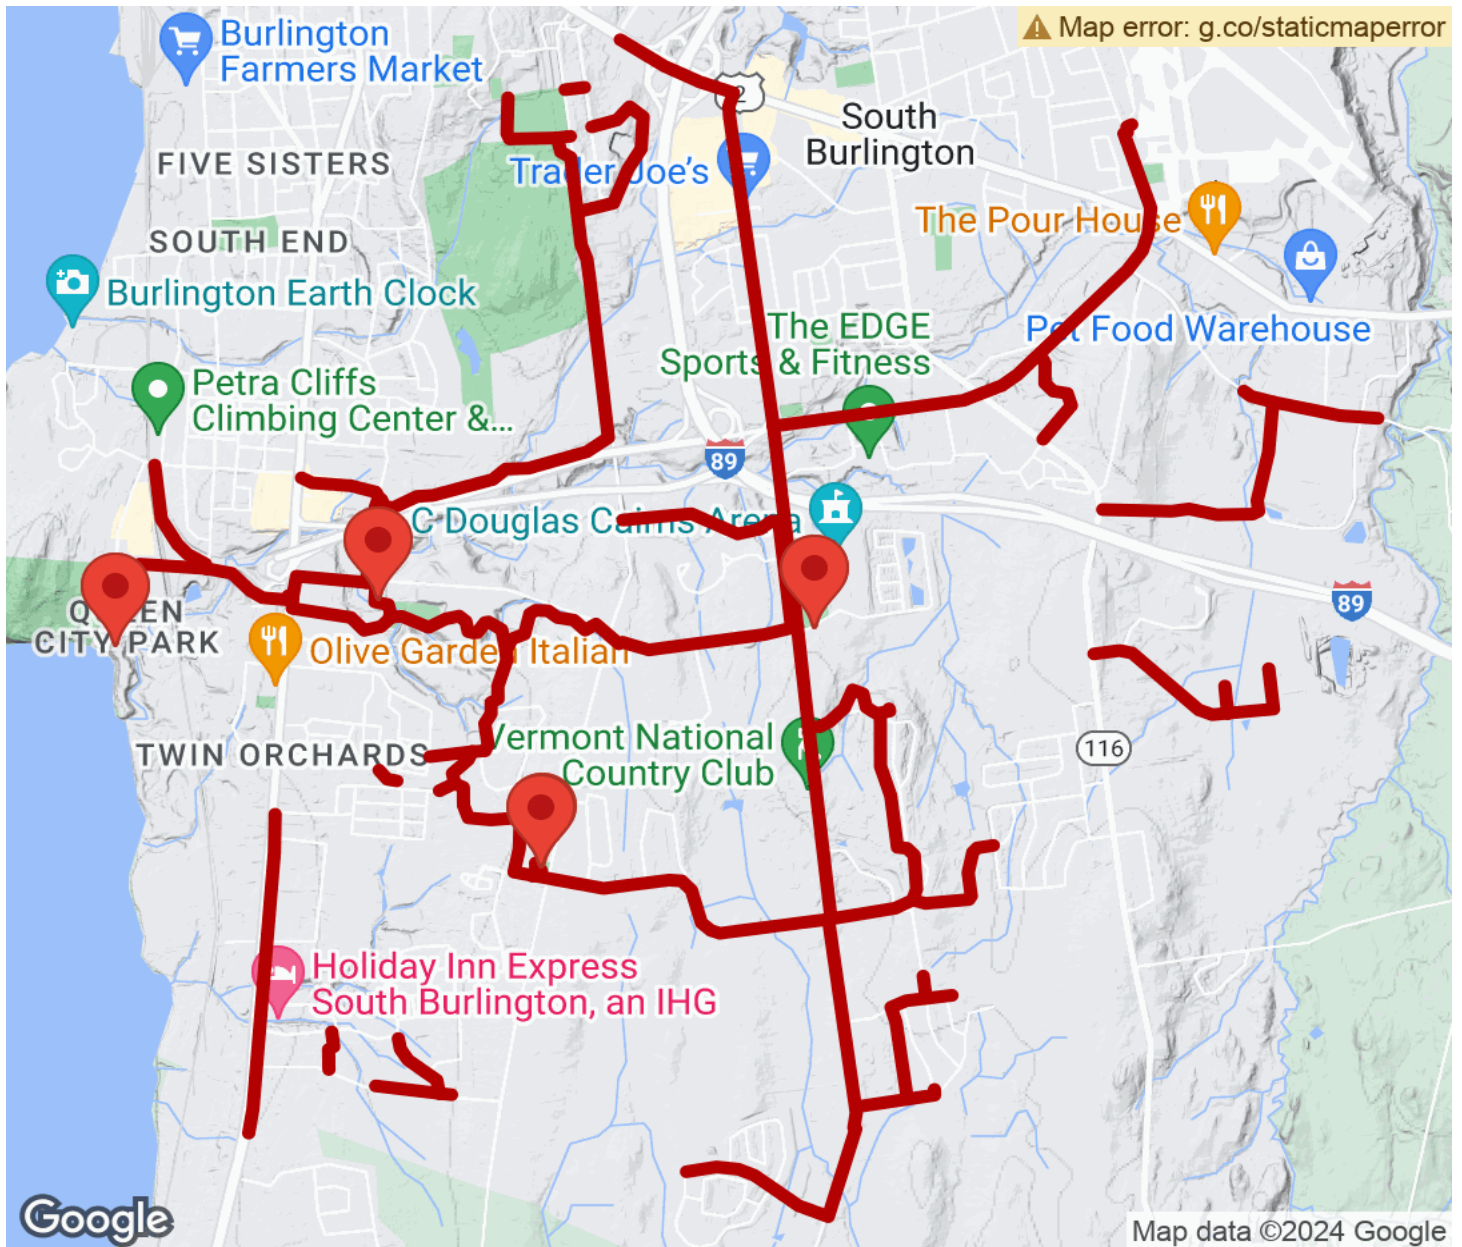 Burlington
Farmers Market
Map error: g.co/staticmaperror
2
South
Burlington
FIVE SISTERS
Trader Joe's
The Pour House
SOUTH END
Burlington Earth Clock
The EDGE
Sports & Fitness
Pet Food Warehouse
Petra Cliffs
Climbing Center &...
89
C Douglas Cairns Arena
89
QUEEN
CITY PARK
Olive Garden Italian
Vermont National
Country Club
116
TWIN ORCHARDS
Holiday Inn Express
South Burlington, an IHG
Google
Map data ©2024 Google